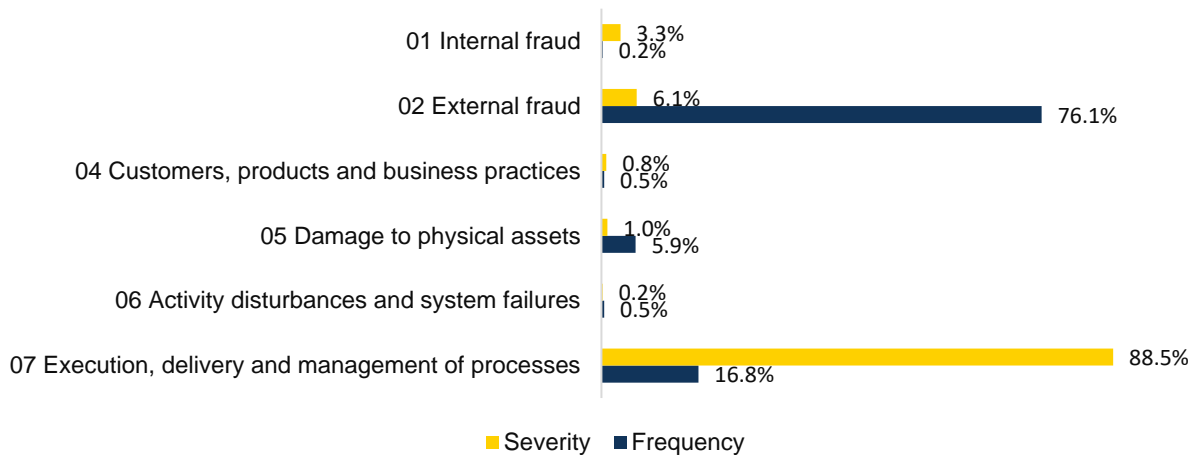 01 Internal fraud
3.3%
0.2%
02 External fraud
6.1%
76.1%
04 Customers, products and business practices
0.8%
0.5%
05 Damage to physical assets
1.0%
5.9%
06 Activity disturbances and system failures
0.2%
0.5%
07 Execution, delivery and management of processes
88.5%
16.8%
Severity Frequency